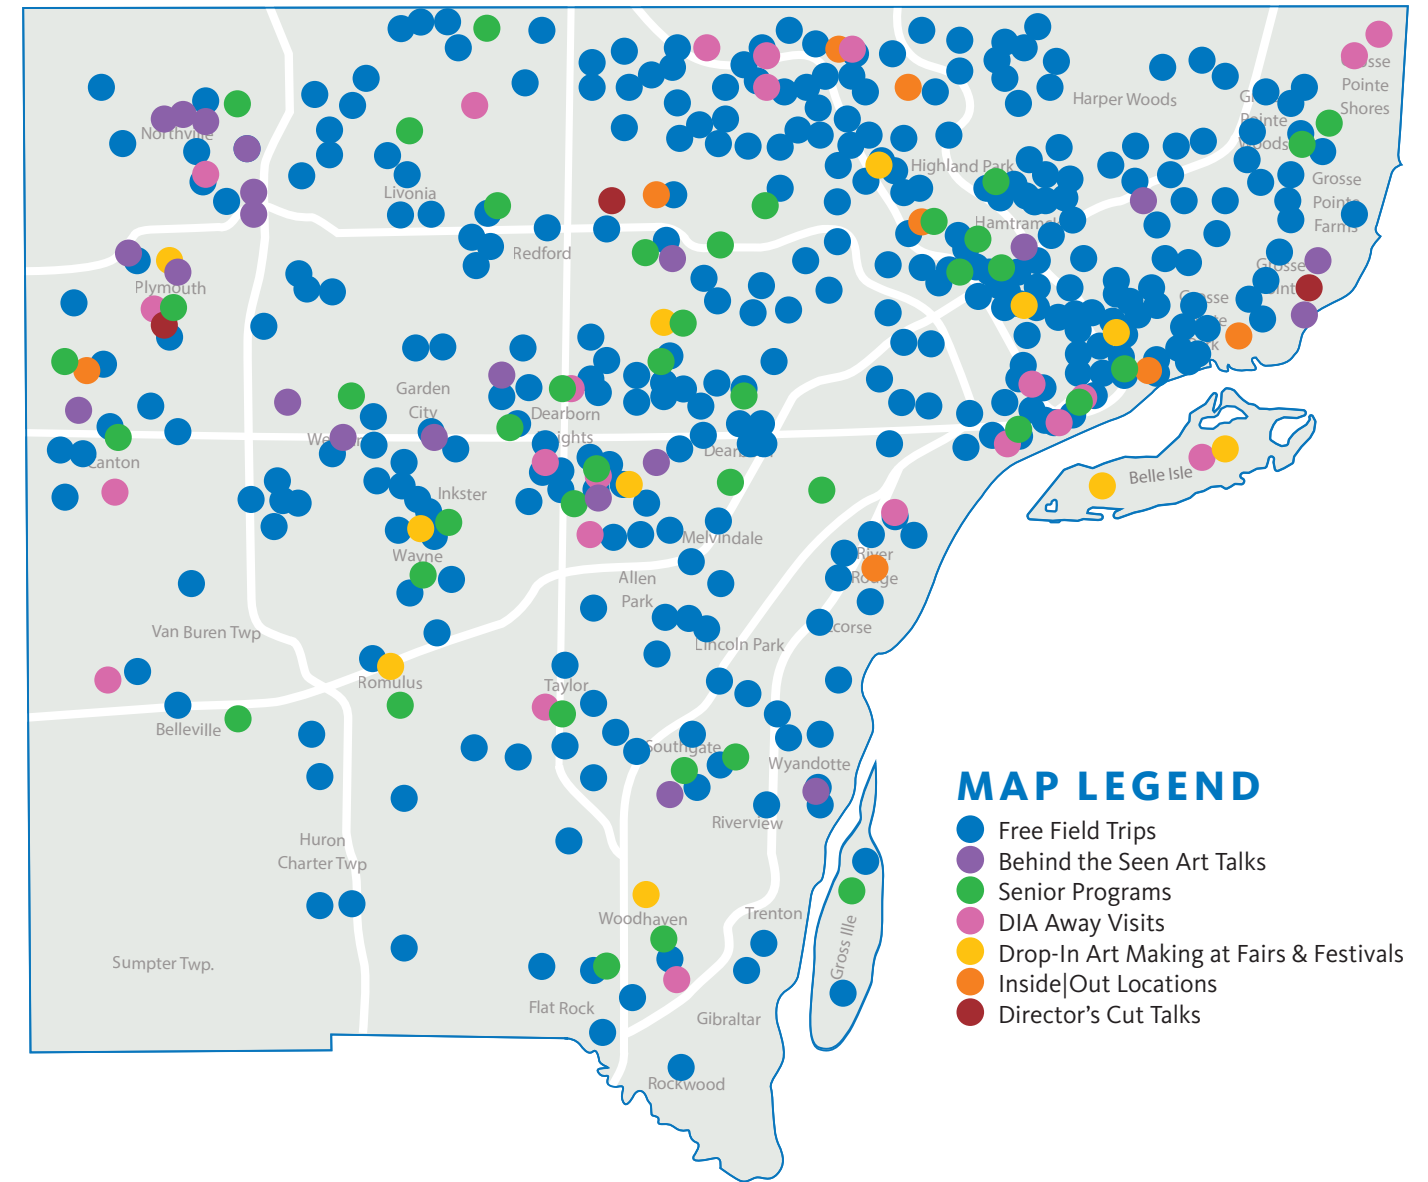 Harper Woods
Pointe
Shores
Northville
Highland Park
Livonia
Grosse
Farms
Redford
Plymouth
Garden
City
Dearborn
Canton
Inkster
Belle Isle
Melvindale
Wayne
Allen
Park
River
Rouge
Van Buren Twp
Lincoln Park
Romulus
Taylor
Belleville
Southgate
Wyandotte
MAP LEGEND
Free Field Trips
Behind the Seen Art Talks
Senior Programs
DIA Away Visits
Drop-In Art Making at Fairs & Festivals
Inside|Out Locations
Director's Cut Talks
Riverview
Huron
Charter Twp
Woodhaven
Trenton
Gross Ille
Sumpter Twp.
Flat Rock
Gibraltar
Rockwood